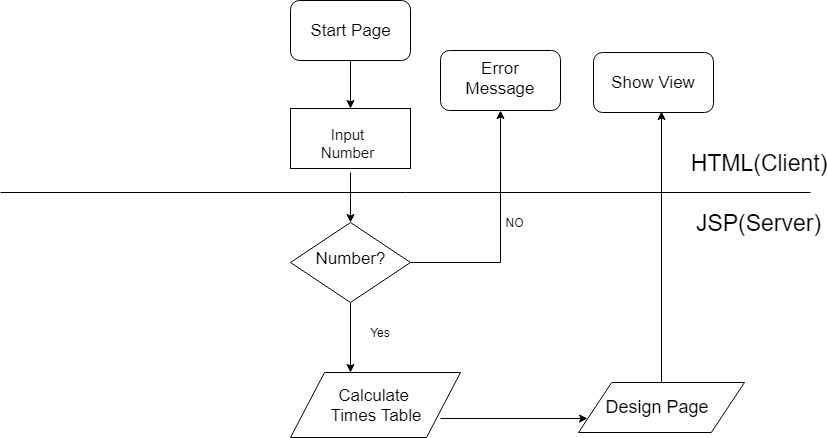 Start Page
Error
Message
Show View
Input
Number
HTML(Client)
JSP(Server)
NO
Number?
Yes
Calculate
Times Table
Design Page